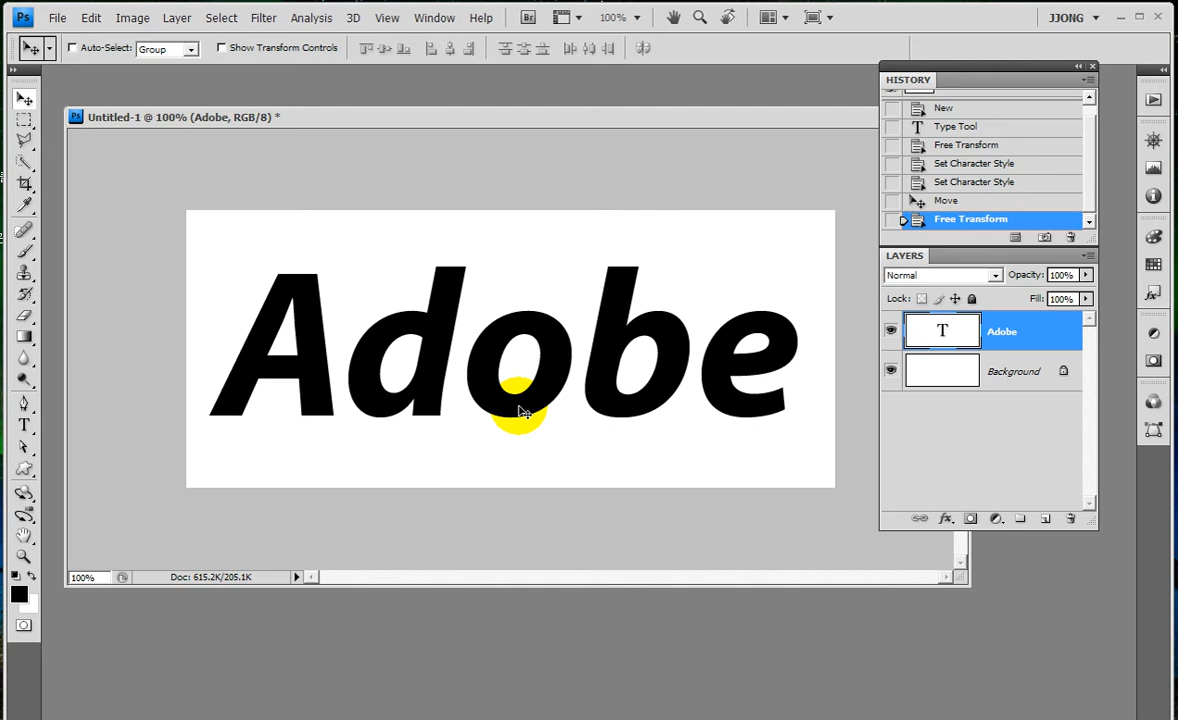 Ps File Edit Image Layer Select Filter Analysis 3D View Window Help Br 100% JJONG
Auto-Select: Group Show Transform Controls
Ps Untitled-1 @ 100% (Adobe, RGB/8) *
Adobe
100% Doc: 615.2K/205.1K
HISTORY
New
T Type Tool
Free Transform
Set Character Style
Set Character Style
Move
Free Transform
LAYERS
Normal Opacity: 100%
Lock: Fill: 100%
T Adobe
Background
fx
T